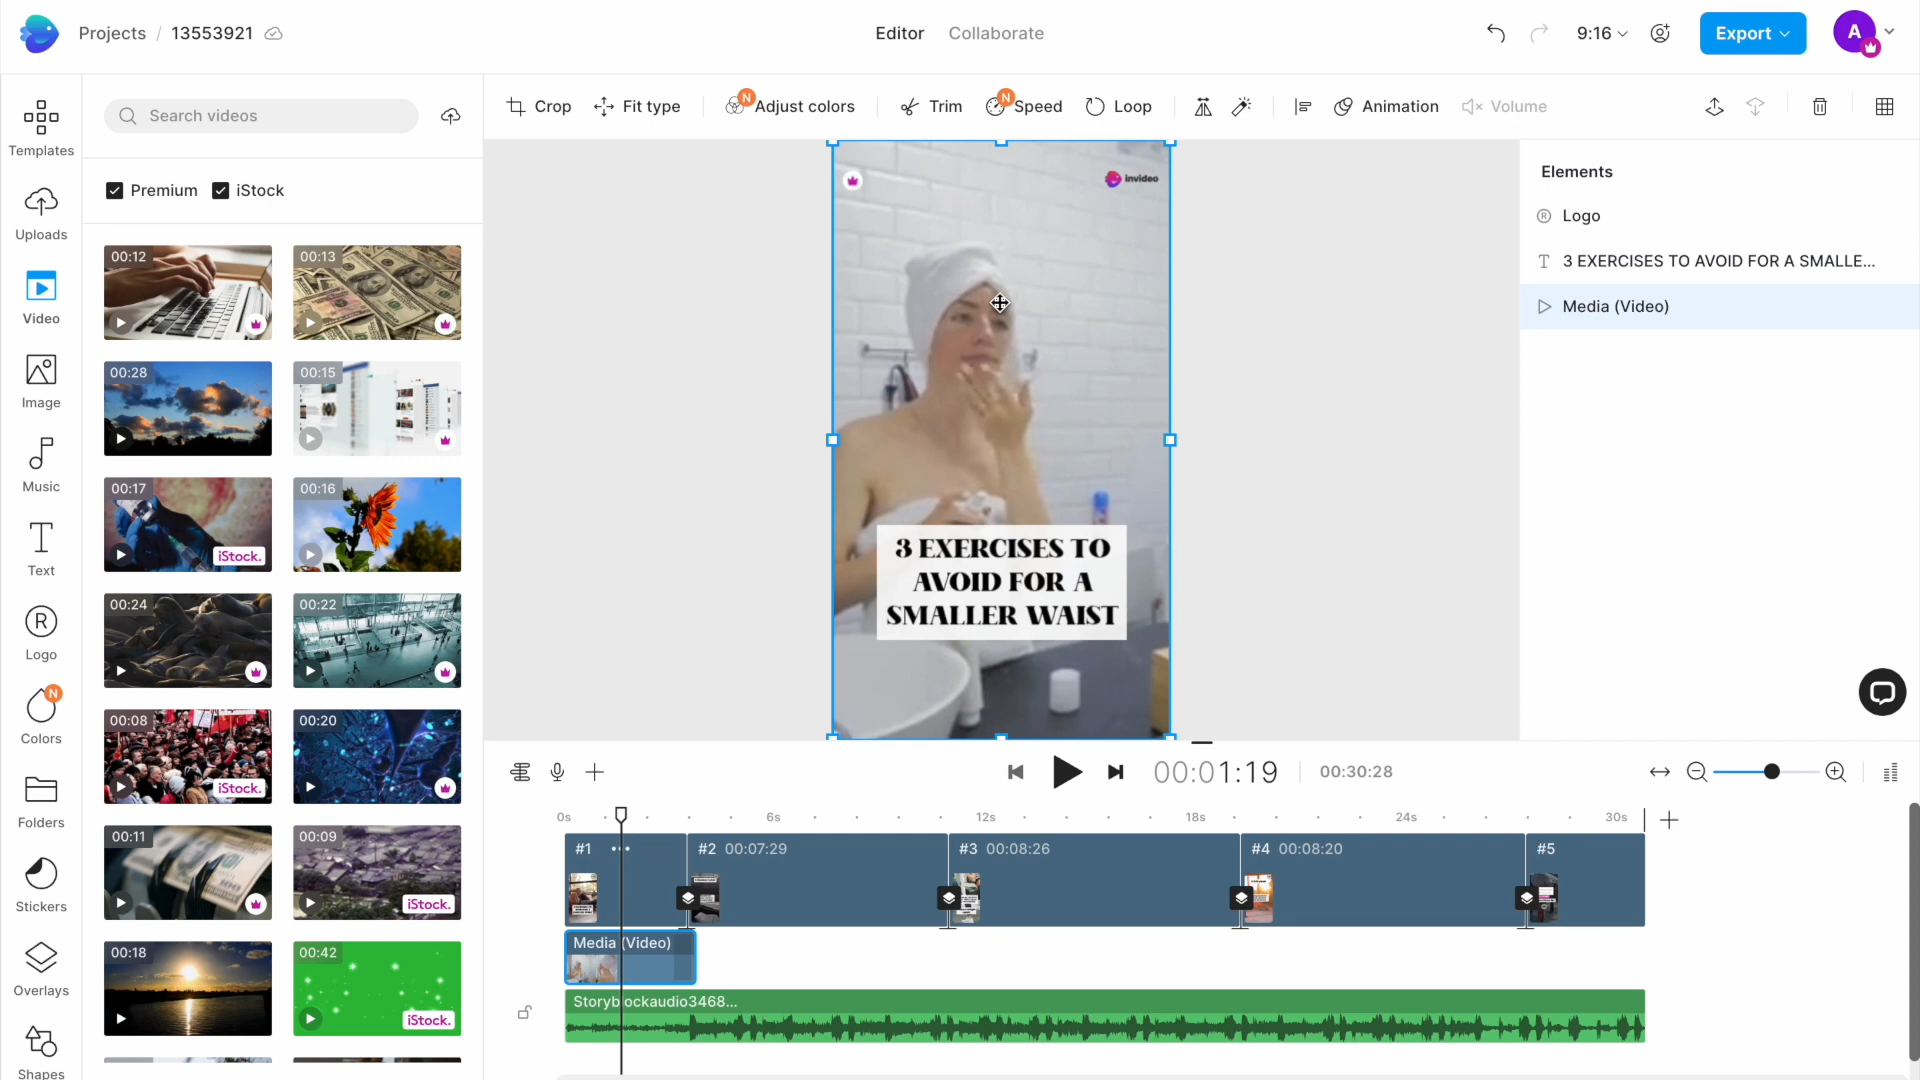 Projects / 13553921
Editor
Collaborate
9:16
Export
A
Templates
Uploads
Video
Image
Music
Text
Logo
Colors
Folders
Stickers
Overlays
Shapes
N
R
Search videos
Premium
iStock
00:12
00:13
00:28
00:15
00:17
iStock.
00:16
00:24
00:22
00:08
iStock.
00:20
00:11
00:09
iStock.
00:18
00:42
iStock.
Crop
Fit type
N
Adjust colors
Trim
N
Speed
Loop
Animation
Volume
invideo
3 EXERCISES TO
AVOID FOR A
SMALLER WAIST
Elements
R Logo
T 3 EXERCISES TO AVOID FOR A SMALLE...
Media (Video)
00:01:19
00:30:28
0s
6s
12s
18s
24s
30s
#1 •••
#2 00:07:29
#3 00:08:26
#4 00:08:20
#5
Media (Video)
Storyblockaudio3468...